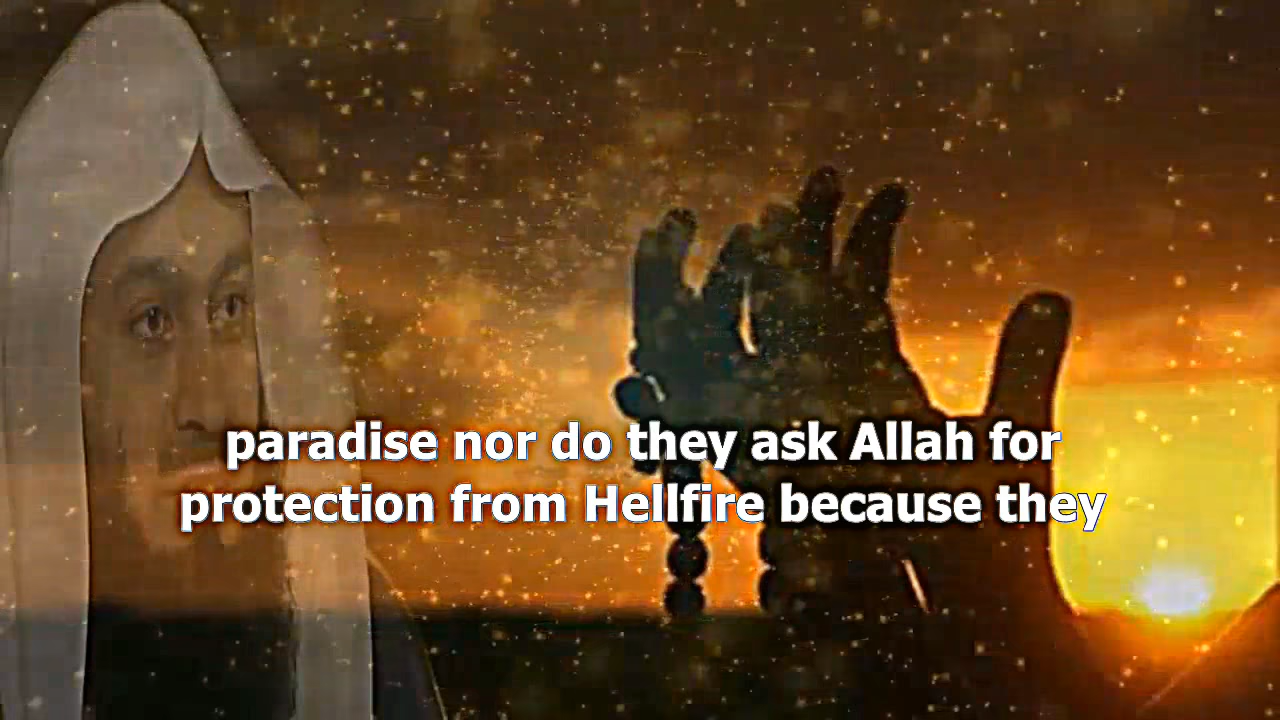 paradise nor do they ask Allah for
protection from Hellfire because they